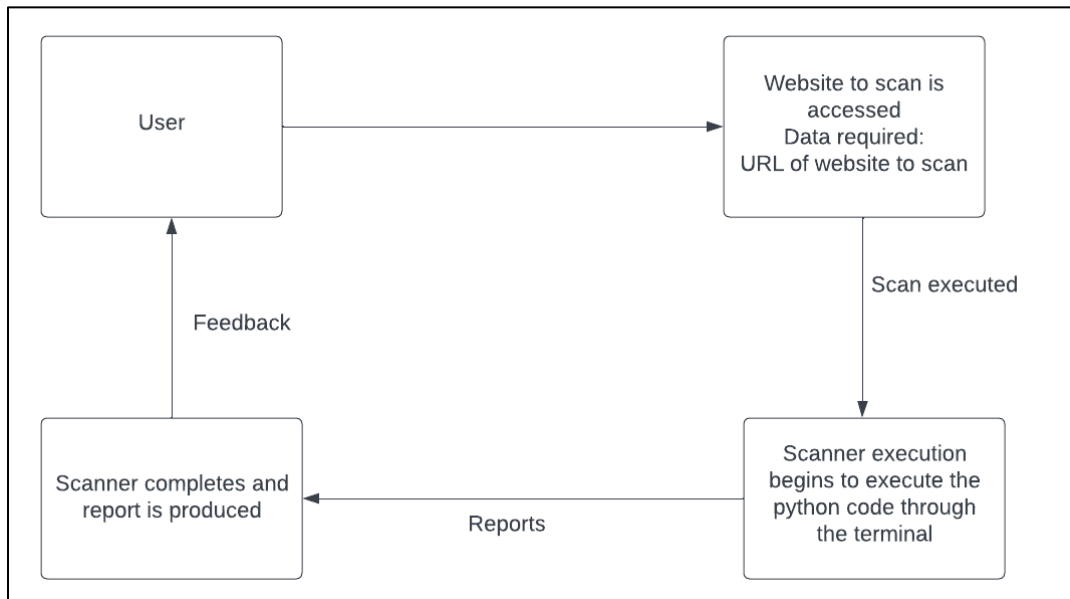 User
Website to scan is
accessed
Data required:
URL of website to scan
Scan executed
Feedback
Scanner execution
begins to execute the
python code through
the terminal
Scanner completes and
report is produced
Reports